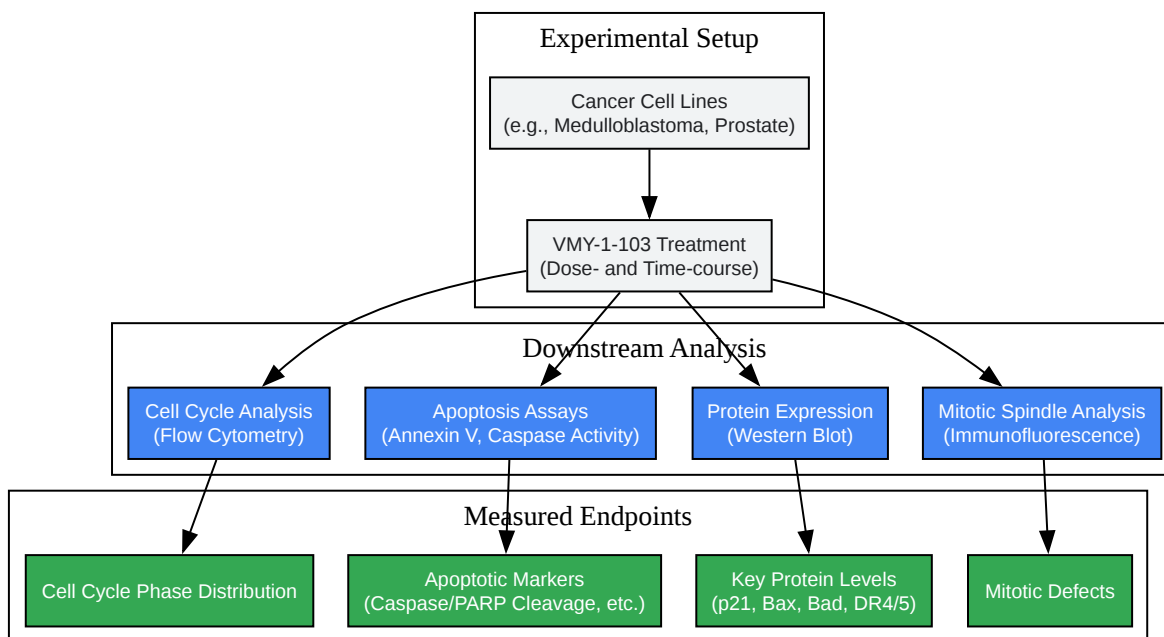 Experimental Setup
Cancer Cell Lines
(e.g., Medulloblastoma, Prostate)
VMY-1-103 Treatment
(Dose- and Time-course)
Downstream Analysis
Cell Cycle Analysis
(Flow Cytometry)
Apoptosis Assays
(Annexin V, Caspase Activity)
Protein Expression
(Western Blot)
Mitotic Spindle Analysis
(Immunofluorescence)
Measured Endpoints
Cell Cycle Phase Distribution
Apoptotic Markers
(Caspase/PARP Cleavage, etc.)
Key Protein Levels
(p21, Bax, Bad, DR4/5)
Mitotic Defects